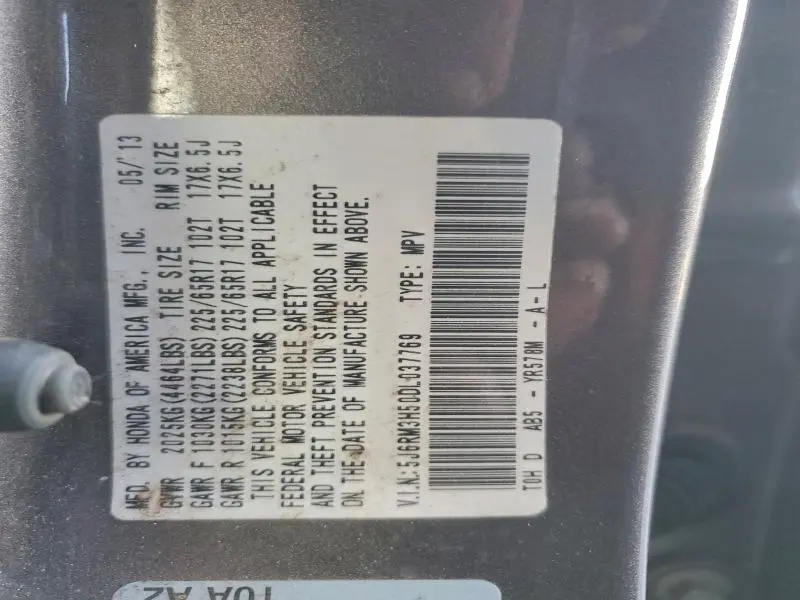 MFD. BY HONDA OF AMERICA MFG., INC. 05/'13
GVWR 2025KG(4464LBS) TIRE SIZE RIM SIZE
GAWR F 1030KG(2271LBS) 225/65R17 102T 17X6.5J
GAWR R 1015KG(2238LBS) 225/65R17 102T 17X6.5J
THIS VEHICLE CONFORMS TO ALL APPLICABLE
FEDERAL MOTOR VEHICLE SAFETY
AND THEFT PREVENTION STANDARDS IN EFFECT
ON THE DATE OF MANUFACTURE SHOWN ABOVE.
V.I.N.:5J6RM3H50DL037769 TYPE: MPV
TOH D AB5 - YR578M - A - L
TOA A2